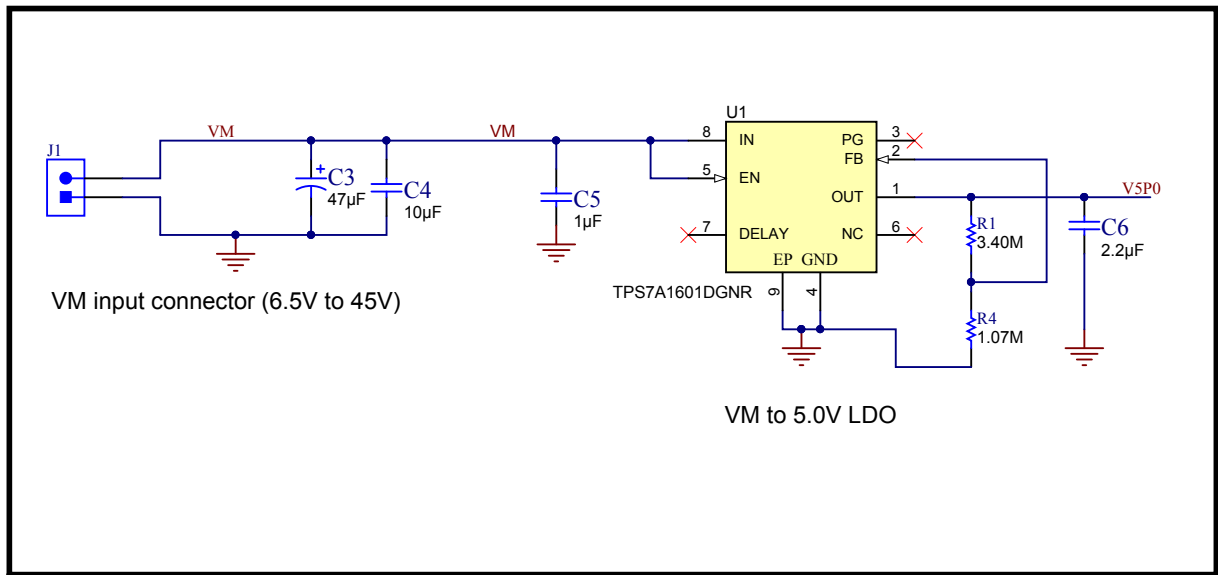 U1
VM
VM
8
IN
PG
3
FB
2
J1
C3
47µF
+
C4
10µF
5
EN
C5
1µF
OUT
1
V5P0
R1
3.40M
C6
2.2µF
7
DELAY
NC
6
EP GND
9
4
TPS7A1601DGNR
R4
1.07M
VM input connector (6.5V to 45V)
VM to 5.0V LDO